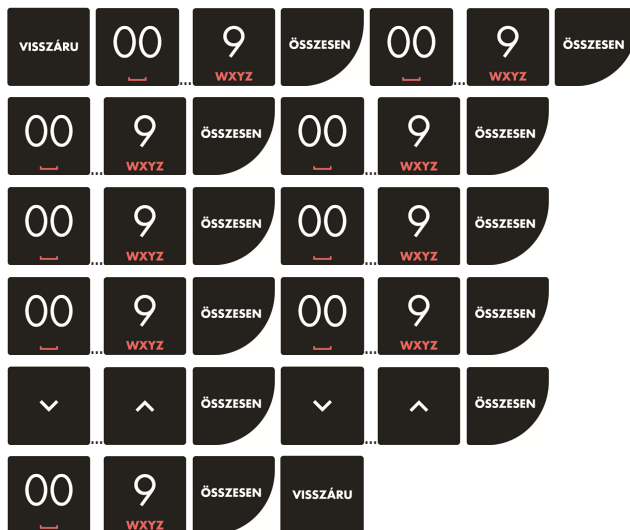 VISSZÁRU 00 ... 9 WXYZ ÖSSZESEN 00 ... 9 WXYZ ÖSSZESEN
00 ... 9 WXYZ ÖSSZESEN 00 ... 9 WXYZ ÖSSZESEN
00 ... 9 WXYZ ÖSSZESEN 00 ... 9 WXYZ ÖSSZESEN
00 ... 9 WXYZ ÖSSZESEN 00 ... 9 WXYZ ÖSSZESEN
... ÖSSZESEN ... ÖSSZESEN
00 ... 9 WXYZ ÖSSZESEN VISSZÁRU